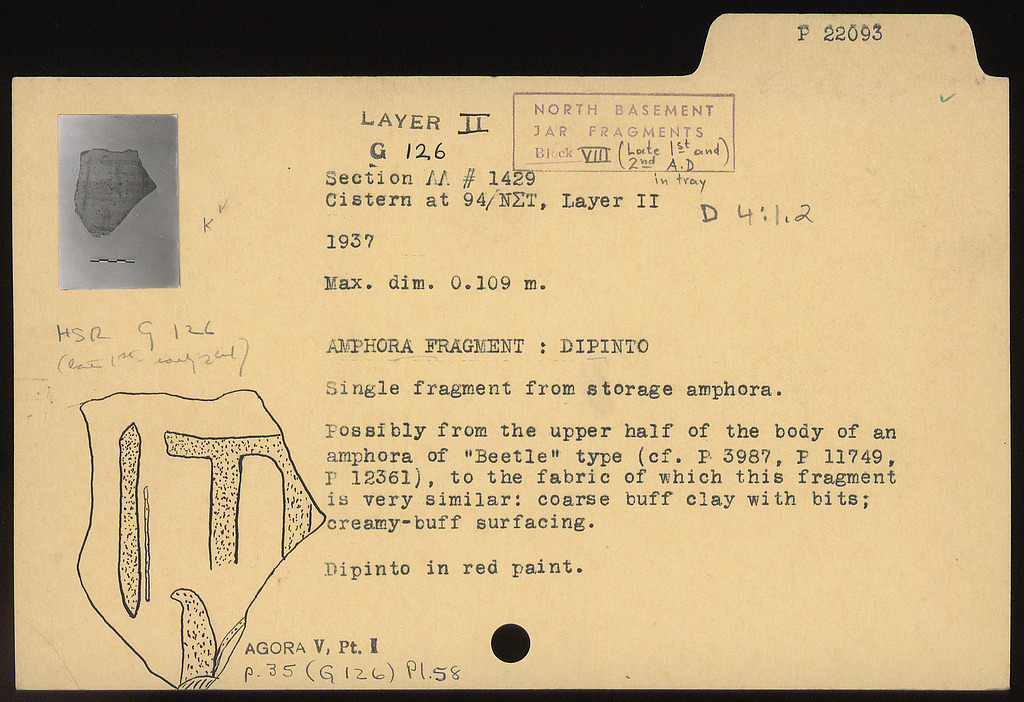 P 22093
LAYER II
G 126
NORTH BASEMENT
JAR FRAGMENTS
Block VIII (Late 1st and
2nd A.D)
in tray
Section ΛΛ # 1429
Cistern at 94/ΝΣΤ, Layer II
D 4:1.2
K
1937
Max. dim. 0.109 m.
HSR G 126
(late 1st - early 2nd)
AMPHORA FRAGMENT : DIPINTO
Single fragment from storage amphora.
Possibly from the upper half of the body of an
amphora of "Beetle" type (cf. P 3987, P 11749,
P 12361), to the fabric of which this fragment
is very similar: coarse buff clay with bits;
creamy-buff surfacing.
Dipinto in red paint.
AGORA V, Pt. I
p. 35 (G 126) Pl. 58